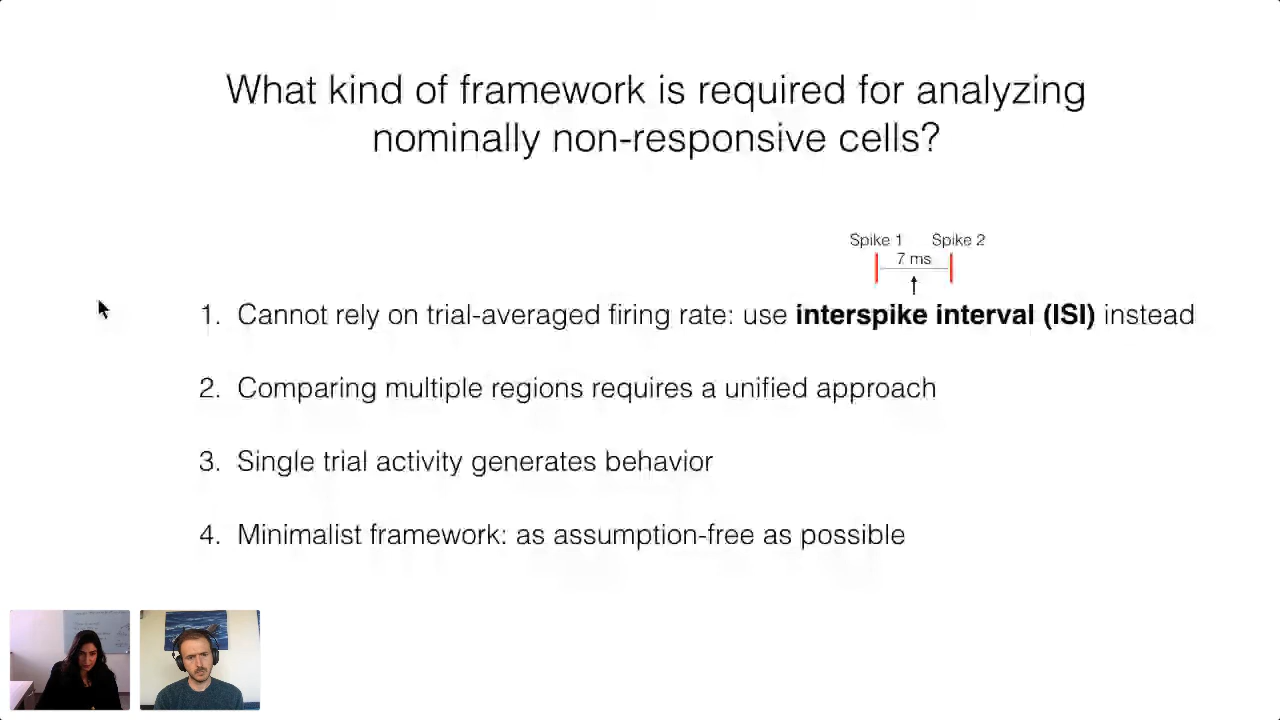 What kind of framework is required for analyzing
nominally non-responsive cells?
Spike 1 Spike 2
7 ms
1. Cannot rely on trial-averaged firing rate: use interspike interval (ISI) instead
2. Comparing multiple regions requires a unified approach
3. Single trial activity generates behavior
4. Minimalist framework: as assumption-free as possible